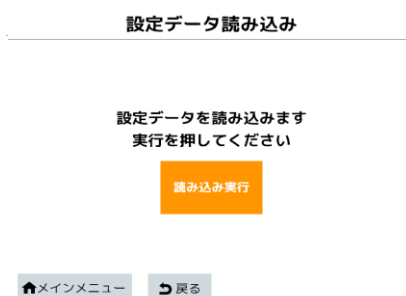 設定データ読み込み
設定データを読み込みます
実行を押してください
読み込み実行
メインメニュー
戻る